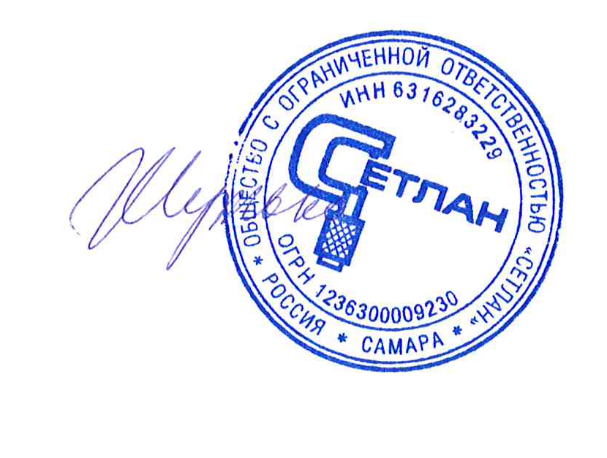 * ОБЩЕСТВО С ОГРАНИЧЕННОЙ ОТВЕТСТВЕННОСТЬЮ «СЕТЛАН»
* РОССИЯ * САМАРА *
ИНН 6316283229
СЕТЛАН
ОГРН 1236300009230